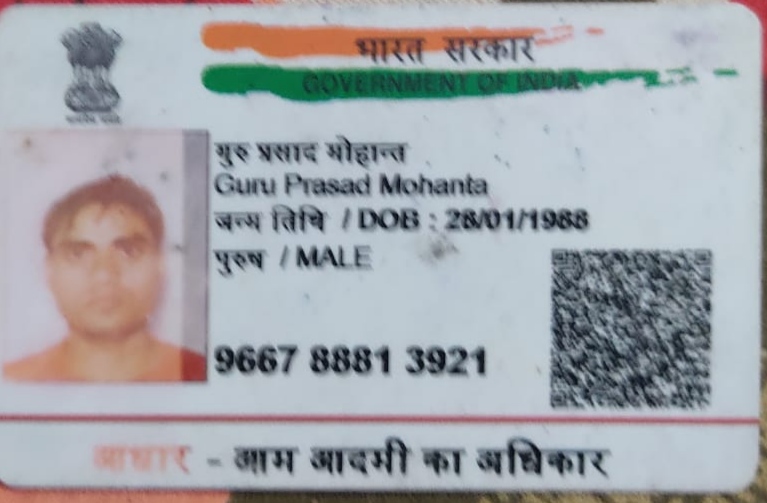 भारत सरकार
GOVERNMENT OF INDIA
गुरु प्रसाद मोहान्त
Guru Prasad Mohanta
जन्म तिथि / DOB : 28/01/1988
पुरुष / MALE
9667 8881 3921
आधार - आम आदमी का अधिकार